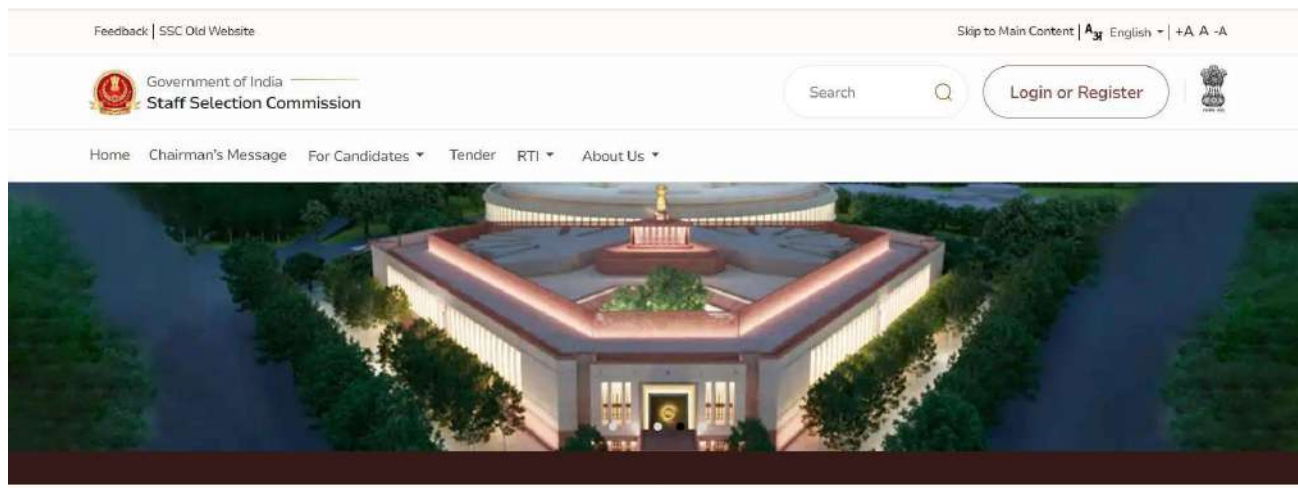 Feedback | SSC Old Website
Skip to Main Content | Aअ English | +A A -A
Government of India
Staff Selection Commission
Search
Login or Register
Home Chairman's Message For Candidates Tender RTI About Us